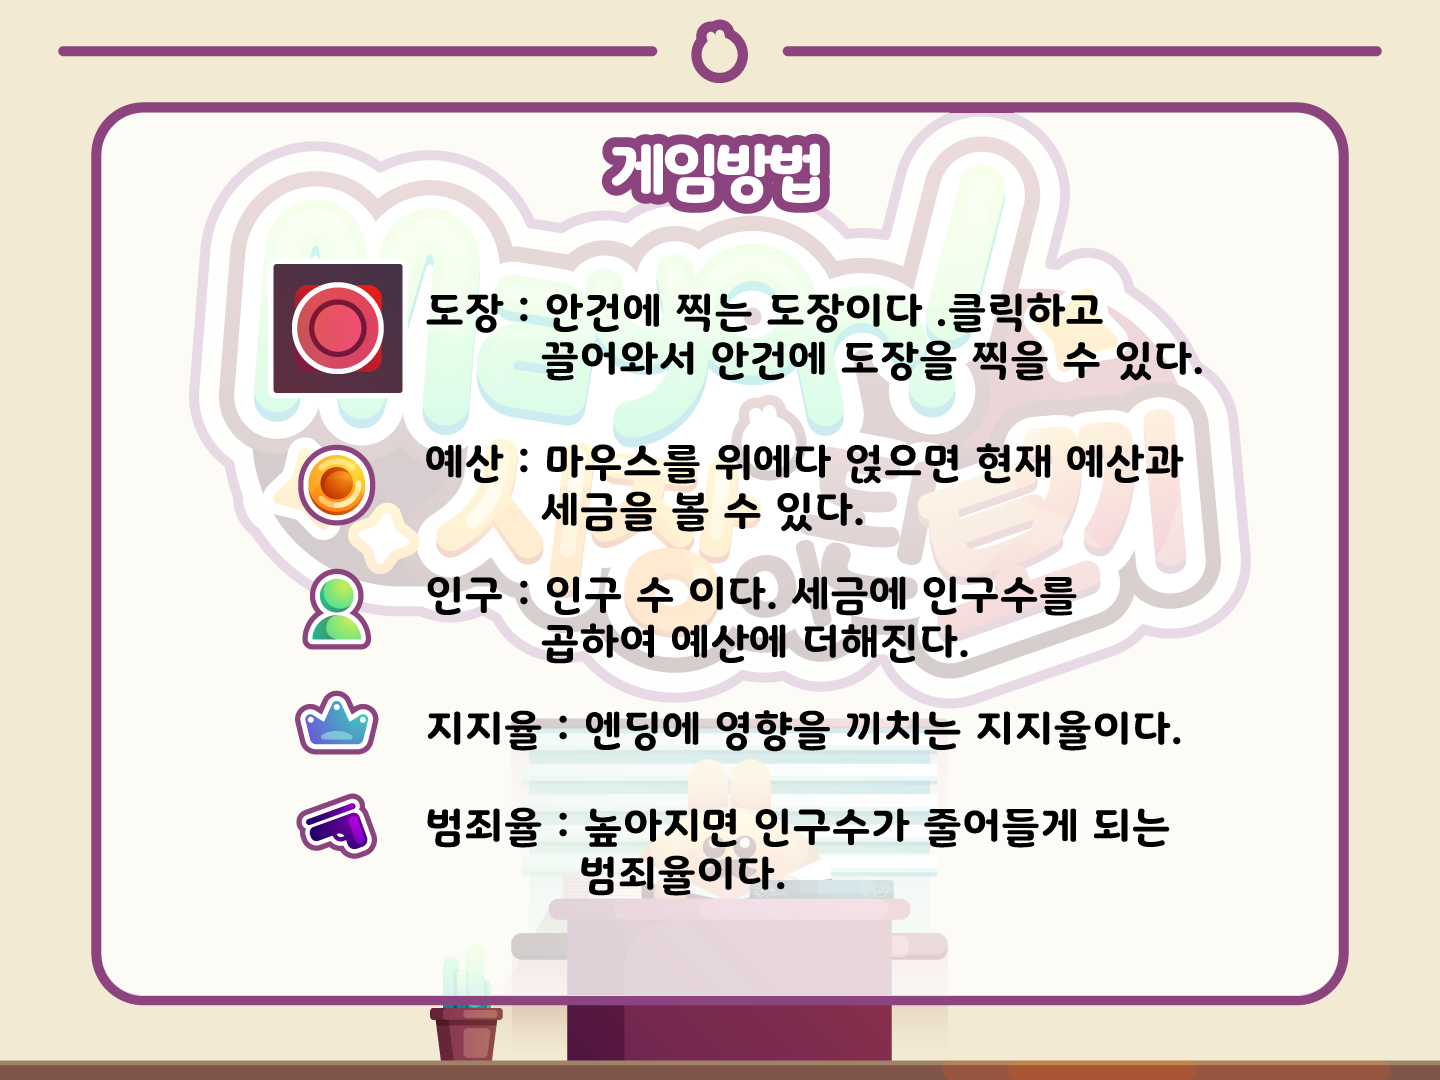 게임방법
도장 : 안건에 찍는 도장이다 .클릭하고
끌어와서 안건에 도장을 찍을 수 있다.
예산 : 마우스를 위에다 얹으면 현재 예산과
세금을 볼 수 있다.
인구 : 인구 수 이다. 세금에 인구수를
곱하여 예산에 더해진다.
지지율 : 엔딩에 영향을 끼치는 지지율이다.
범죄율 : 높아지면 인구수가 줄어들게 되는
범죄율이다.